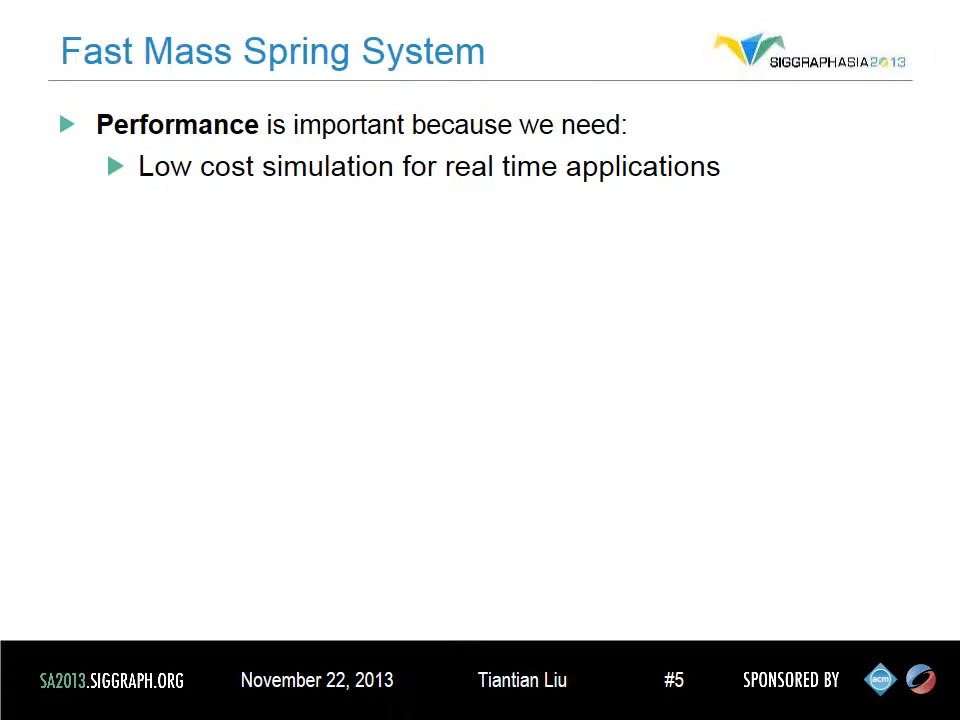 Fast Mass Spring System
SIGGRAPHASIA2013
Performance is important because we need:
Low cost simulation for real time applications
SA2013.SIGGRAPH.ORG
November 22, 2013
Tiantian Liu
#5
SPONSORED BY
acm